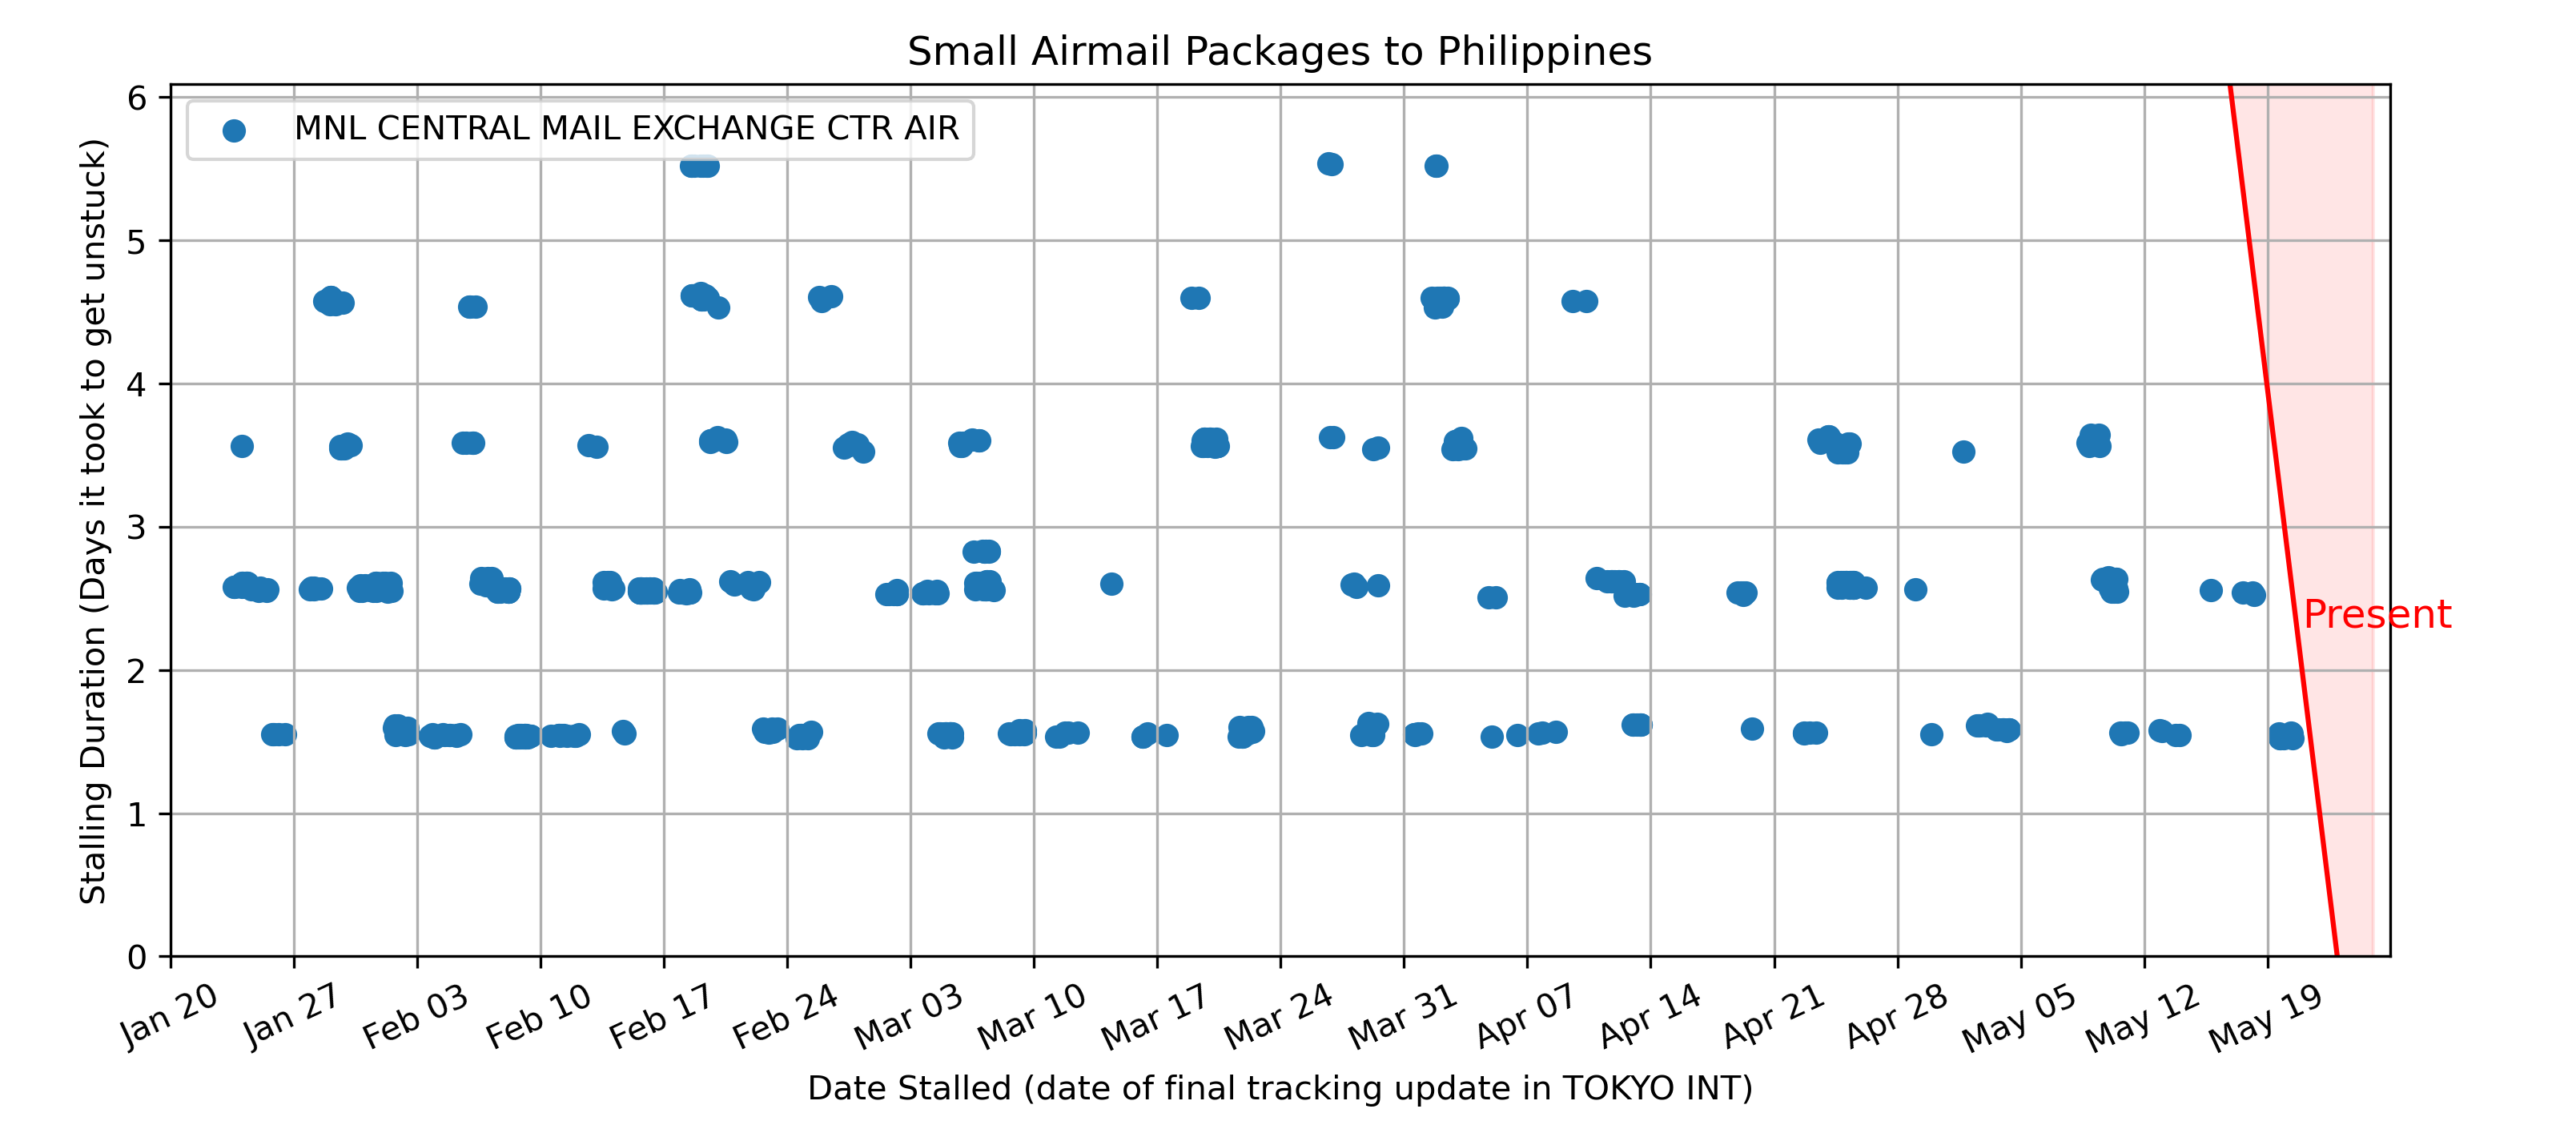 Small Airmail Packages to Philippines
MNL CENTRAL MAIL EXCHANGE CTR AIR
Stalling Duration (Days it took to get unstuck)
6
5
4
3
2
1
0
Present
Jan 20
Jan 27
Feb 03
Feb 10
Feb 17
Feb 24
Mar 03
Mar 10
Mar 17
Mar 24
Mar 31
Apr 07
Apr 14
Apr 21
Apr 28
May 05
May 12
May 19
Date Stalled (date of final tracking update in TOKYO INT)